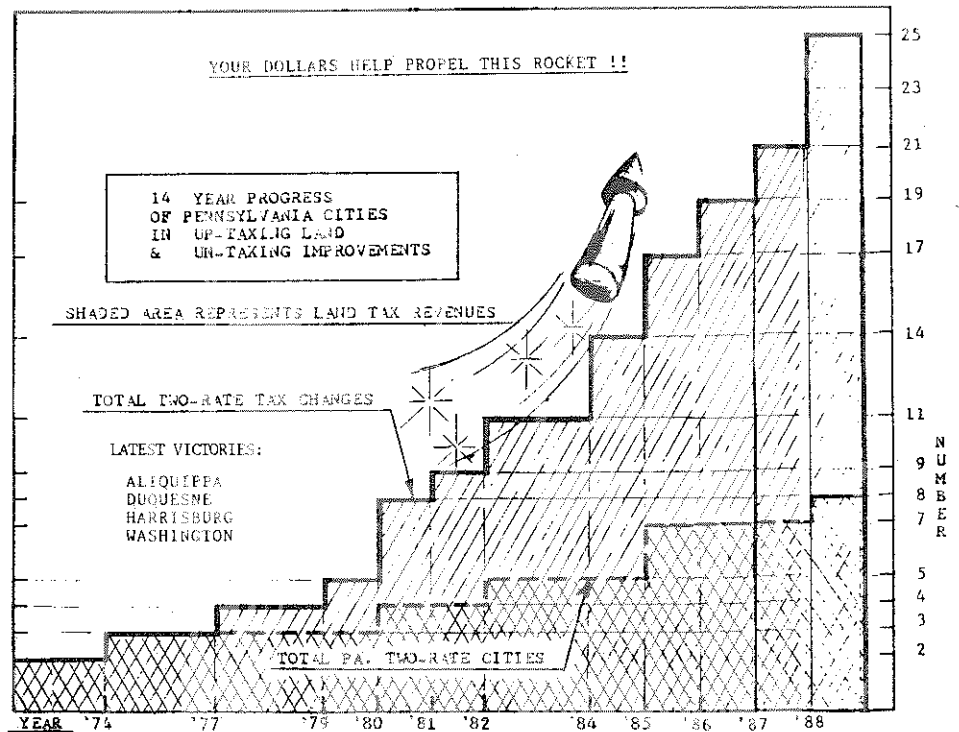 YOUR DOLLARS HELP PROPEL THIS ROCKET !!
14 YEAR PROGRESS
OF PENNSYLVANIA CITIES
IN UP-TAXING LAND
& UN-TAXING IMPROVEMENTS
SHADED AREA REPRESENTS LAND TAX REVENUES
TOTAL TWO-RATE TAX CHANGES
LATEST VICTORIES:
ALIQUIPPA
DUQUESNE
HARRISBURG
WASHINGTON
TOTAL PA. TWO-RATE CITIES
25
23
21
19
17
14
11
9
8
7
5
4
3
2
NUMBER
YEAR '74 '77 '79 '80 '81 '82 '84 '85 '86 '87 '88